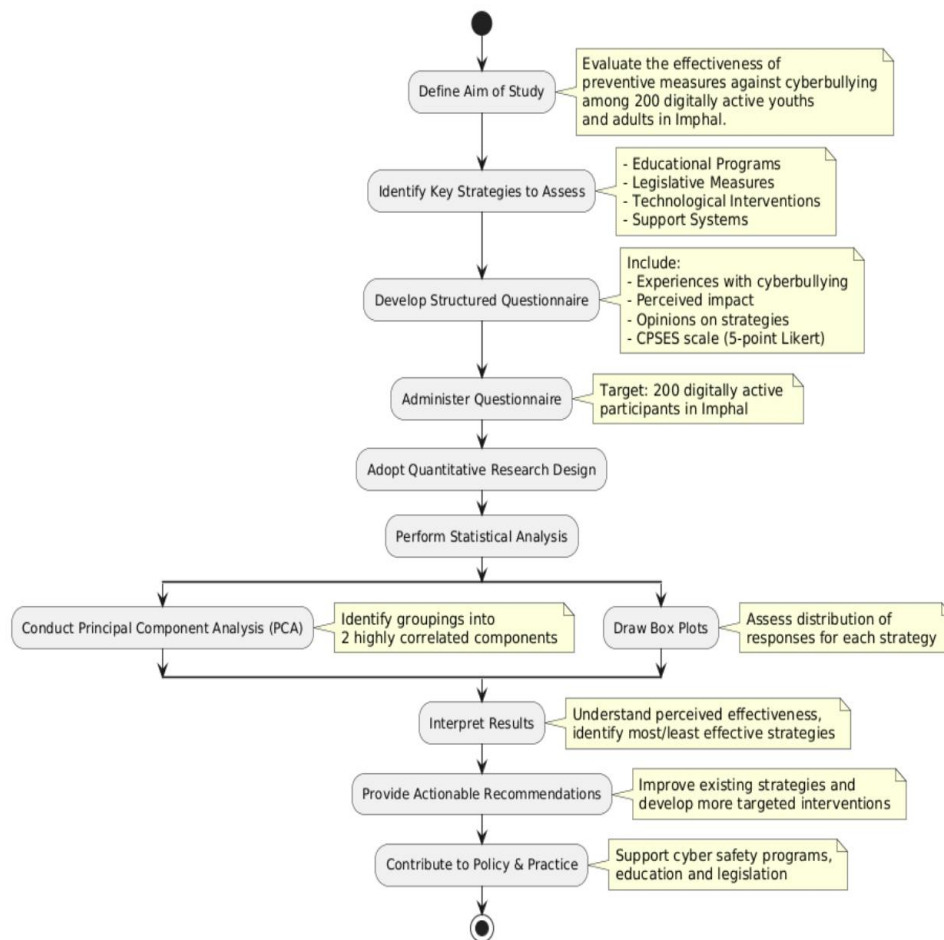 Define Aim of Study
Evaluate the effectiveness of
preventive measures against cyberbullying
among 200 digitally active youths
and adults in Imphal.
Identify Key Strategies to Assess
- Educational Programs
- Legislative Measures
- Technological Interventions
- Support Systems
Develop Structured Questionnaire
Include:
- Experiences with cyberbullying
- Perceived impact
- Opinions on strategies
- CPSES scale (5-point Likert)
Administer Questionnaire
Target: 200 digitally active
participants in Imphal
Adopt Quantitative Research Design
Perform Statistical Analysis
Conduct Principal Component Analysis (PCA)
Identify groupings into
2 highly correlated components
Draw Box Plots
Assess distribution of
responses for each strategy
Interpret Results
Understand perceived effectiveness,
identify most/least effective strategies
Provide Actionable Recommendations
Improve existing strategies and
develop more targeted interventions
Contribute to Policy & Practice
Support cyber safety programs,
education and legislation